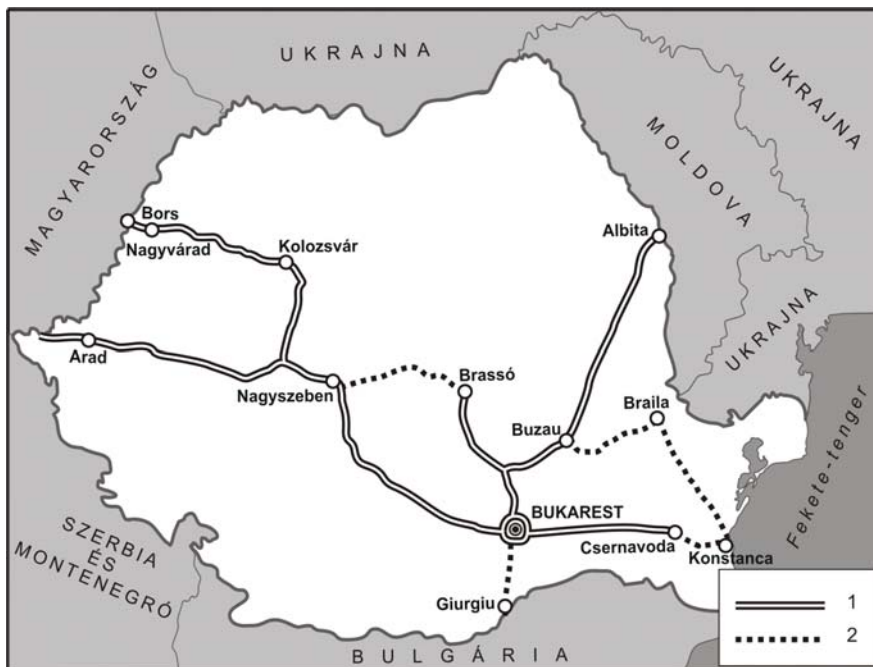 UKRAJNA
UKRAJNA
MAGYARORSZÁG
MOLDOVA
Bors
Nagyvárad
Kolozsvár
Albita
UKRAJNA
Arad
Nagyszeben
Brassó
Braila
Buzau
Fekete-tenger
BUKAREST
SZERBIA
ÉS
MONTENEGRÓ
Csernavoda
Konstanca
Giurgiu
BULGÁRIA
1
2